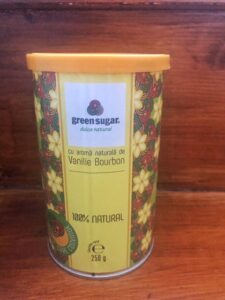 green sugar.
dulce natural
cu aromă naturală de
Vanilie Bourbon
100% NATURAL
e
250 g